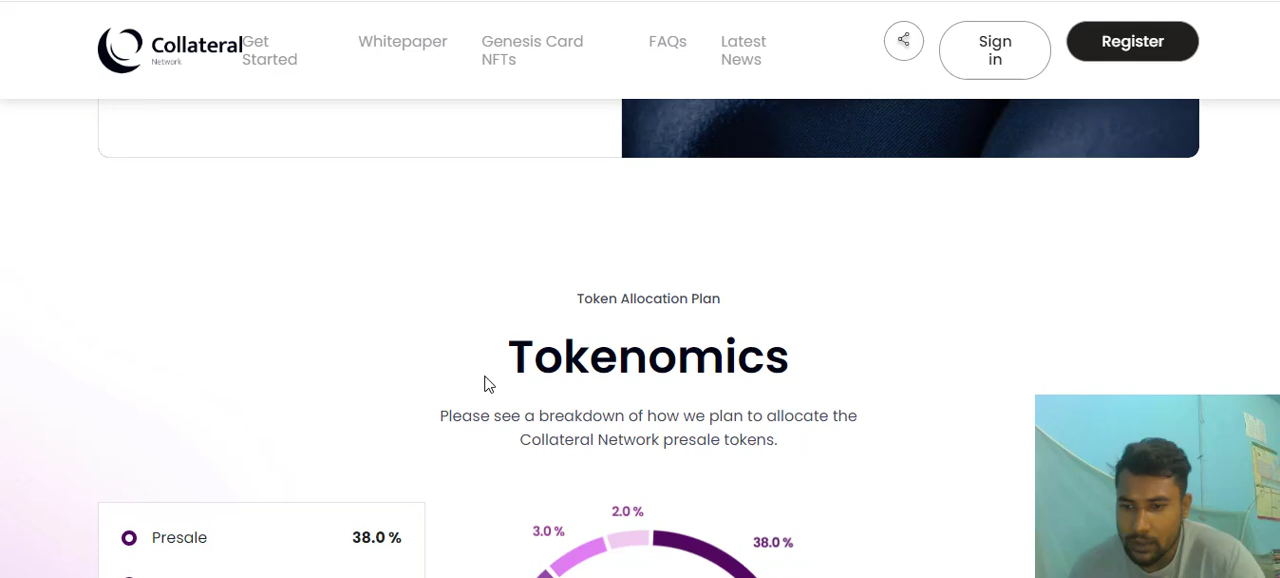 Collateral
Network
Get
Started
Whitepaper
Genesis Card
NFTs
FAQs
Latest
News
Sign
in
Register
Token Allocation Plan
Tokenomics
Please see a breakdown of how we plan to allocate the
Collateral Network presale tokens.
Presale 38.0 %
2.0 %
3.0 %
38.0 %